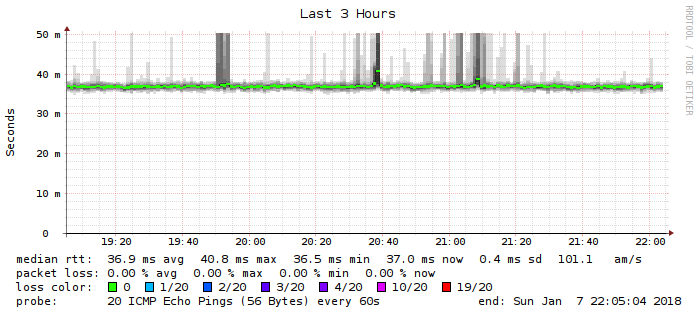 Last 3 Hours
RRDTOOL / TOBI OETIKER
Seconds
50 m
40 m
30 m
20 m
10 m
0
19:20 19:40 20:00 20:20 20:40 21:00 21:20 21:40 22:00
median rtt: 36.9 ms avg 40.8 ms max 36.5 ms min 37.0 ms now 0.4 ms sd 101.1 am/s
packet loss: 0.00 % avg 0.00 % max 0.00 % min 0.00 % now
loss color: 0 1/20 2/20 3/20 4/20 10/20 19/20
probe: 20 ICMP Echo Pings (56 Bytes) every 60s end: Sun Jan 7 22:05:04 2018